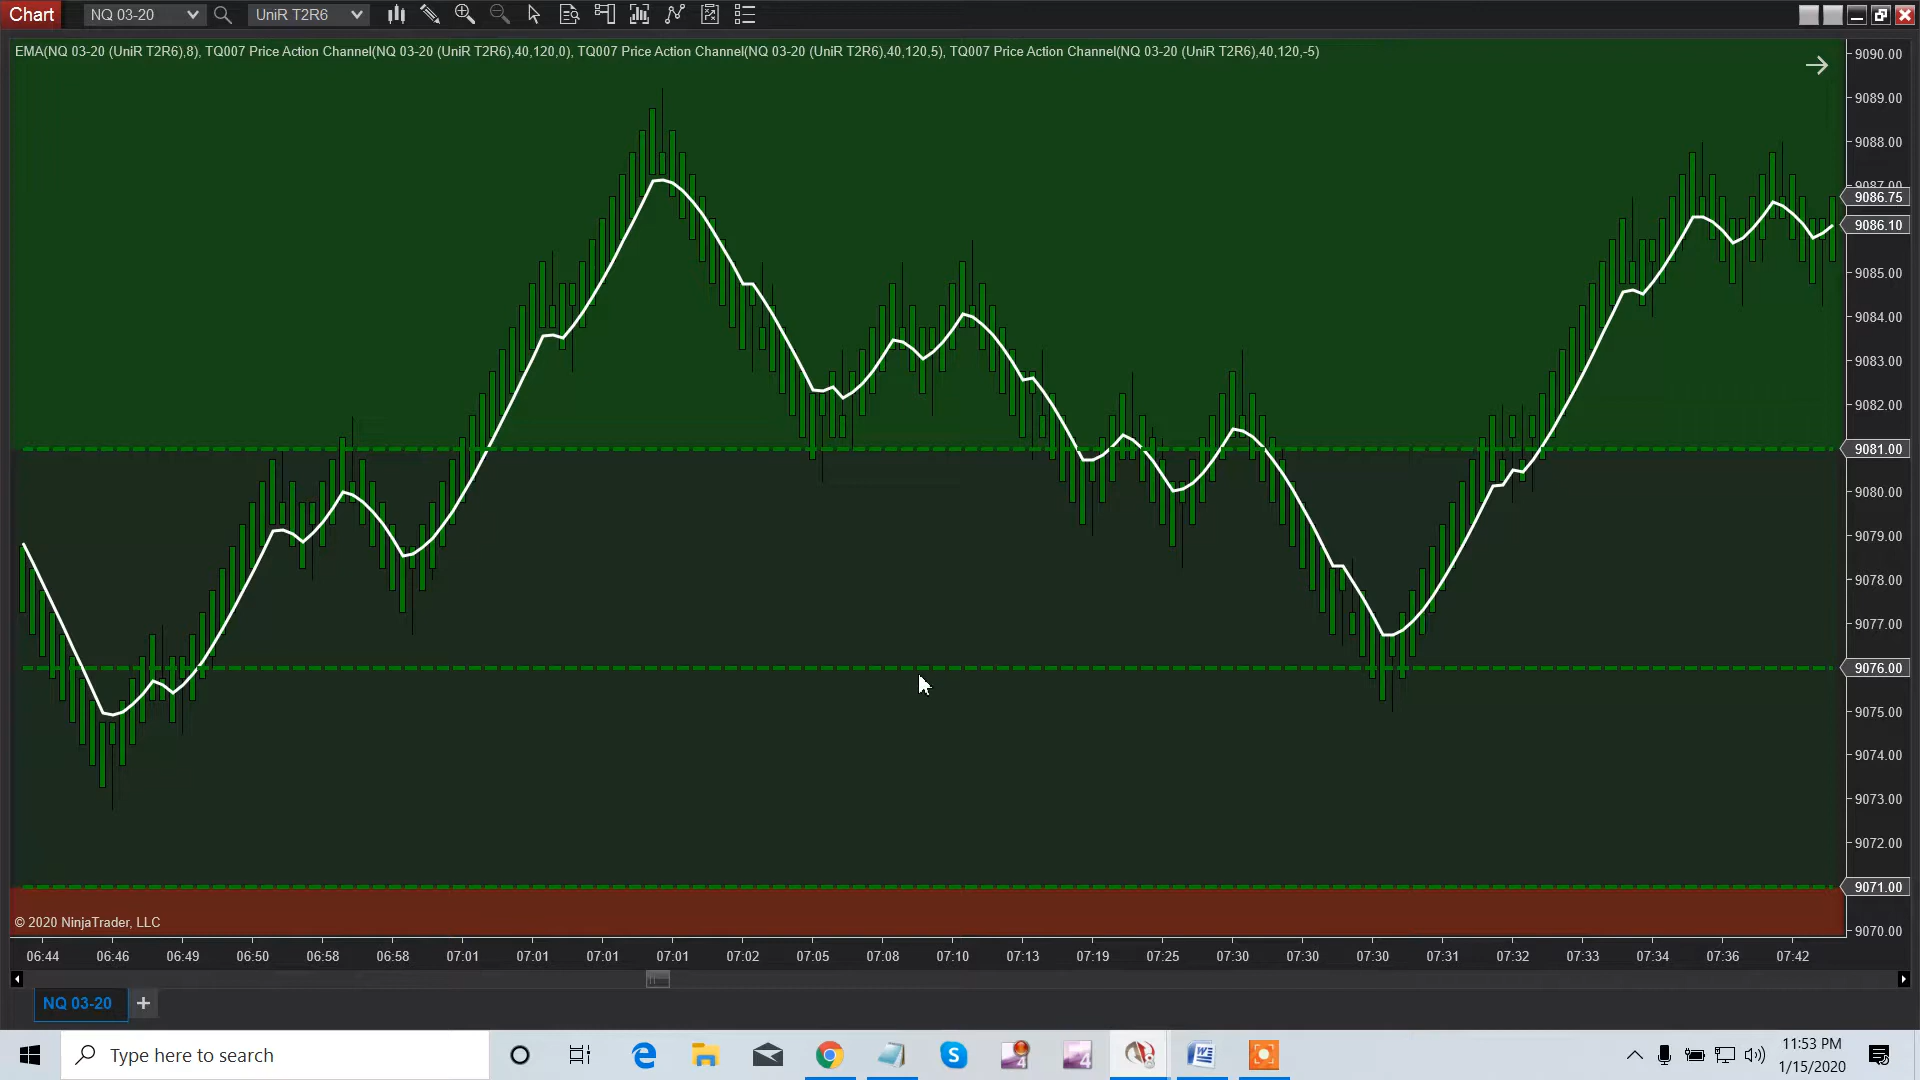 Chart
NQ 03-20
UniR T2R6
EMA(NQ 03-20 (UniR T2R6),8), TQ007 Price Action Channel(NQ 03-20 (UniR T2R6),40,120,0), TQ007 Price Action Channel(NQ 03-20 (UniR T2R6),40,120,5), TQ007 Price Action Channel(NQ 03-20 (UniR T2R6),40,120,-5)
9090.00
9089.00
9088.00
9087.00
9086.75
9086.10
9085.00
9084.00
9083.00
9082.00
9081.00
9080.00
9079.00
9078.00
9077.00
9076.00
9075.00
9074.00
9073.00
9072.00
9071.00
9070.00
© 2020 NinjaTrader, LLC
06:44 06:46 06:49 06:50 06:58 06:58 07:01 07:01 07:01 07:01 07:02 07:05 07:08 07:10 07:13 07:19 07:25 07:30 07:30 07:30 07:31 07:32 07:33 07:34 07:36 07:42
NQ 03-20 +
Type here to search
11:53 PM
1/15/2020